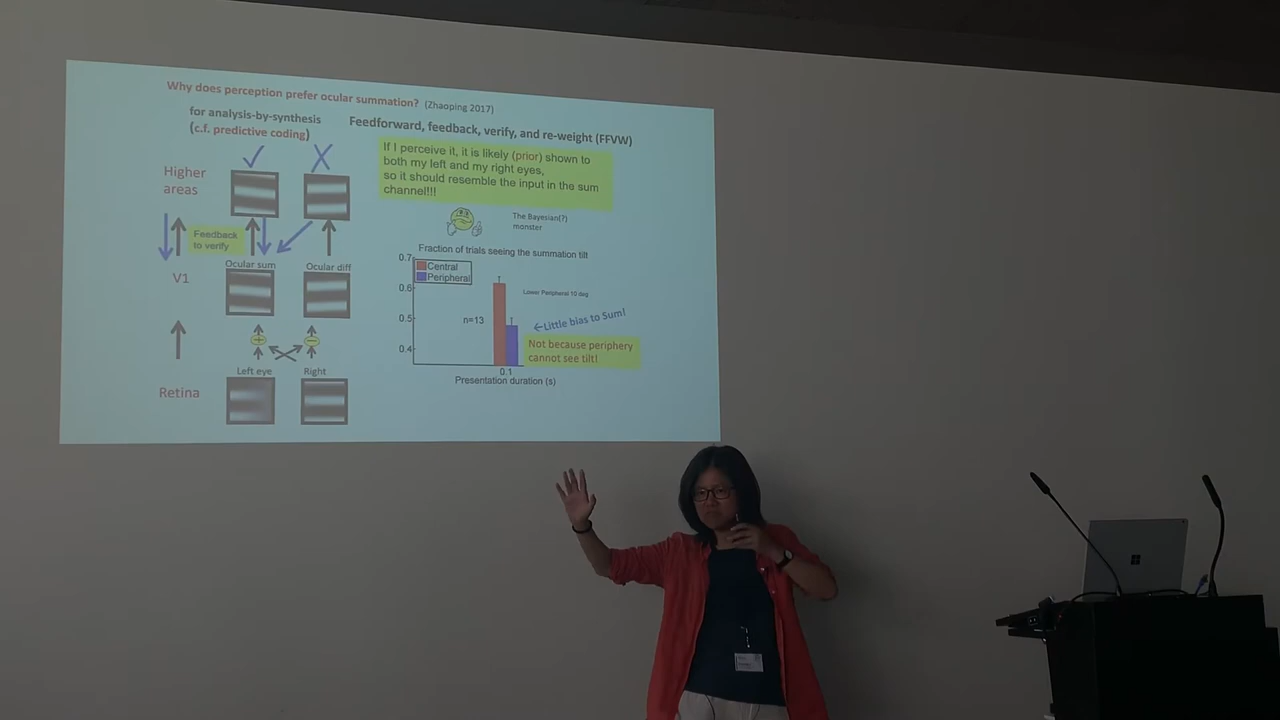 Why does perception prefer ocular summation? (Zhaoping 2017)
for analysis-by-synthesis
(c.f. predictive coding)
Feedforward, feedback, verify, and re-weight (FFVW)
If I perceive it, it is likely (prior) shown to
both my left and my right eyes,
so it should resemble the input in the sum
channel!!!
Higher
areas
The Bayesian(?)
monster
Feedback
to verify
Fraction of trials seeing the summation tilt
0.7
Central
Peripheral
Ocular sum
Ocular diff
V1
0.6
Lower Peripheral 10 deg
0.5
n=13
←Little bias to Sum!
Not because periphery
cannot see tilt!
0.4
0.1
Presentation duration (s)
+
−
Left eye
Right
Retina